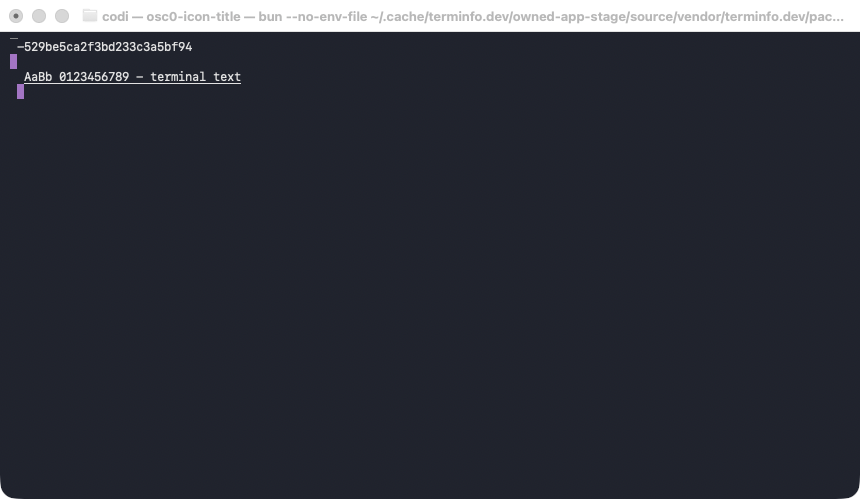 codi — osc0-icon-title — bun --no-env-file ~/.cache/terminfo.dev/owned-app-stage/source/vendor/terminfo.dev/pac...
—529be5ca2f3bd233c3a5bf94
AaBb 0123456789 — terminal text